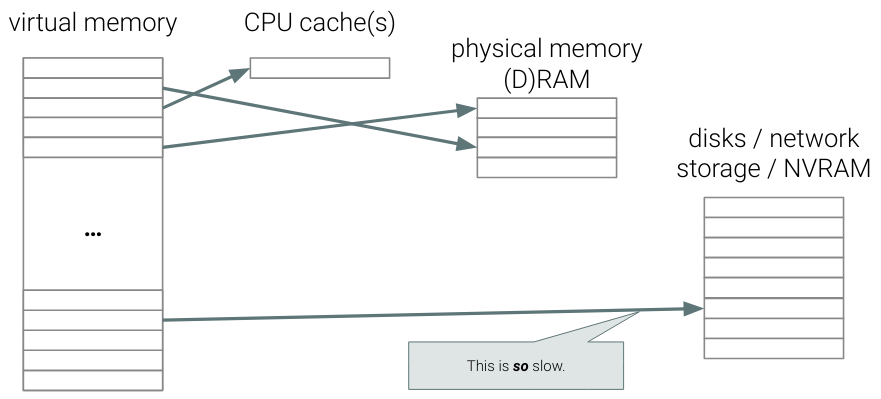 virtual memory
CPU cache(s)
physical memory
(D)RAM
disks / network
storage / NVRAM
...
This is so slow.